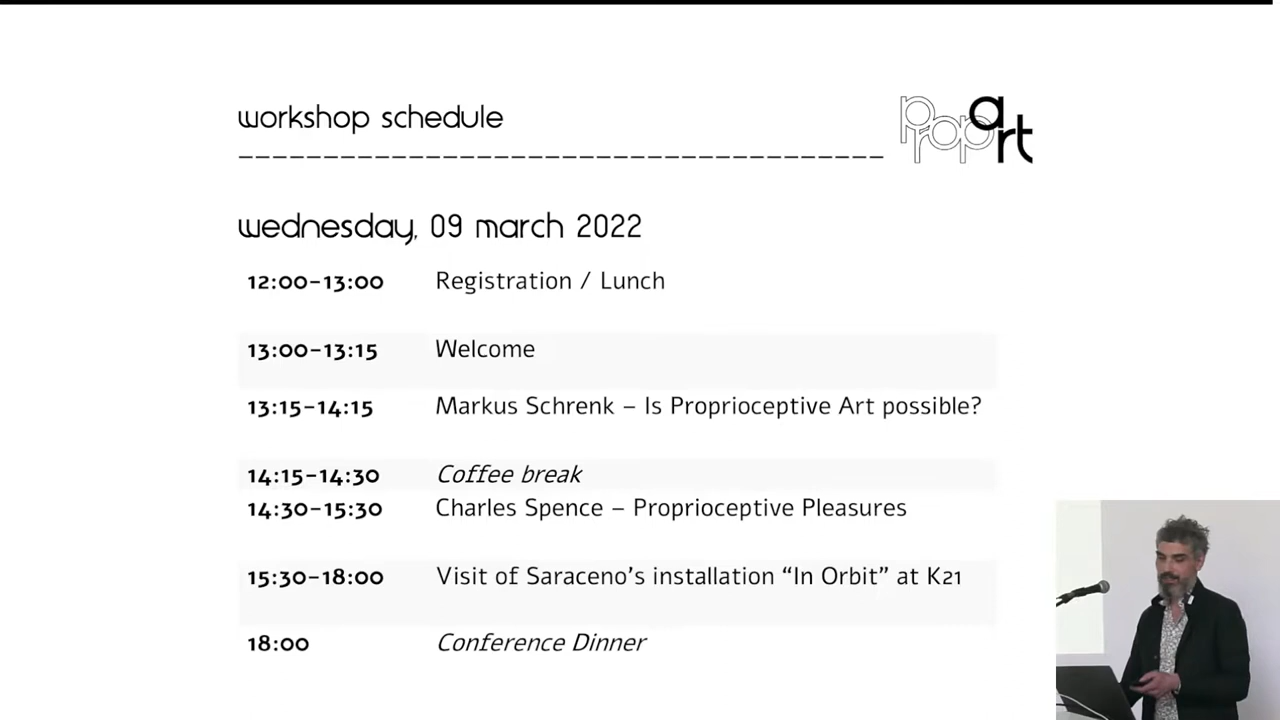 workshop schedule
propart
wednesday, 09 march 2022
12:00–13:00 Registration / Lunch
13:00–13:15 Welcome
13:15–14:15 Markus Schrenk – Is Proprioceptive Art possible?
14:15–14:30 Coffee break
14:30–15:30 Charles Spence – Proprioceptive Pleasures
15:30–18:00 Visit of Saraceno’s installation “In Orbit” at K21
18:00 Conference Dinner